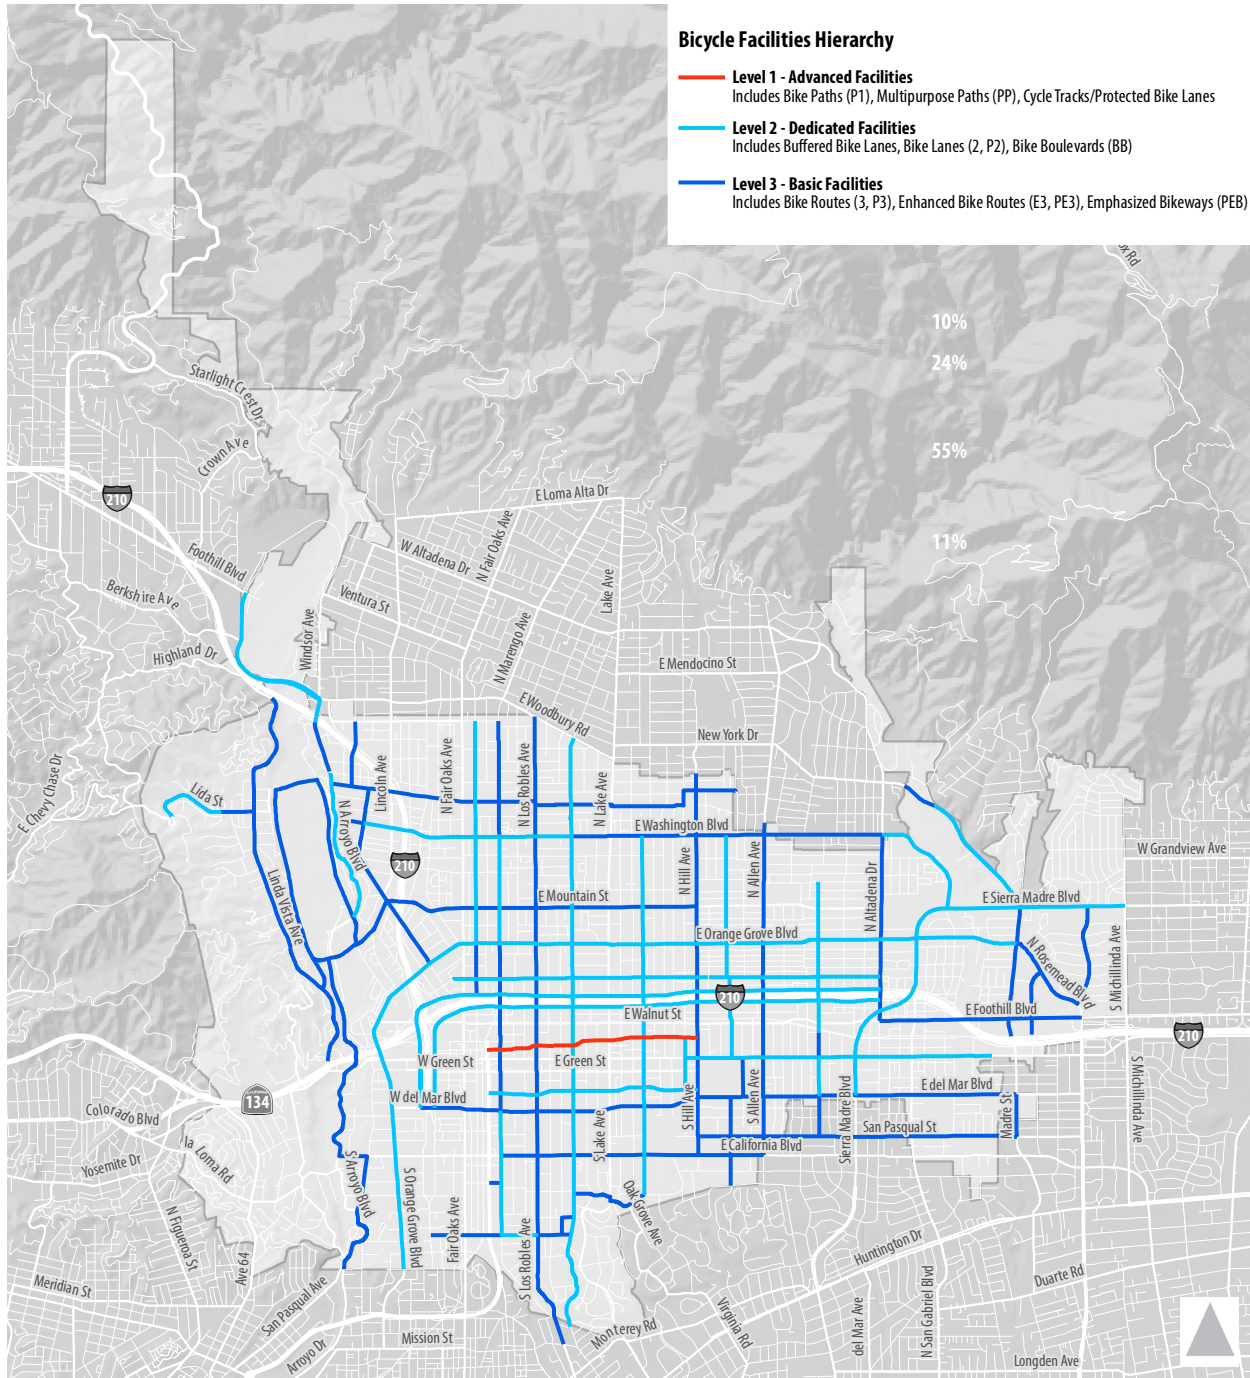 Bicycle Facilities Hierarchy
Level 1 - Advanced Facilities
Includes Bike Paths (P1), Multipurpose Paths (PP), Cycle Tracks/Protected Bike Lanes
Level 2 - Dedicated Facilities
Includes Buffered Bike Lanes, Bike Lanes (2, P2), Bike Boulevards (BB)
Level 3 - Basic Facilities
Includes Bike Routes (3, P3), Enhanced Bike Routes (E3, PE3), Emphasized Bikeways (PEB)
Rd
10%
24%
55%
11%
Starlight Crest Dr
Crown Ave
210
E Loma Alta Dr
N Fair Oaks Ave
W Altadena Dr
Foothill Blvd
Berkshire Ave
Ventura St
Lake Ave
Windsor Ave
N Marengo Ave
Highland Dr
E Mendocino St
E Woodbury Rd
New York Dr
E Chevy Chase Dr
Lida St
Lincoln Ave
N Fair Oaks Ave
N Los Robles Ave
N Lake Ave
N Arroyo Blvd
E Washington Blvd
W Grandview Ave
210
N Hill Ave
N Allen Ave
N Altadena Dr
Linda Vista Ave
E Mountain St
E Sierra Madre Blvd
E Orange Grove Blvd
N Rosemead Blvd
S Michillinda Ave
210
E Walnut St
E Foothill Blvd
210
W Green St
E Green St
134
W del Mar Blvd
E del Mar Blvd
Colorado Blvd
S Lake Ave
S Hill Ave
S Allen Ave
Sierra Madre Blvd
San Pasqual St
Madre St
S Michillinda Ave
E California Blvd
Yosemite Dr
la Loma Rd
S Arroyo Blvd
S Orange Grove Blvd
Oak Grove Ave
N Figueroa St
Fair Oaks Ave
S Los Robles Ave
Huntington Dr
Ave 64
Meridian St
San Pasqual Ave
Duarte Rd
N San Gabriel Blvd
del Mar Ave
Virginia Rd
Monterey Rd
Mission St
Arroyo Dr
Longden Ave